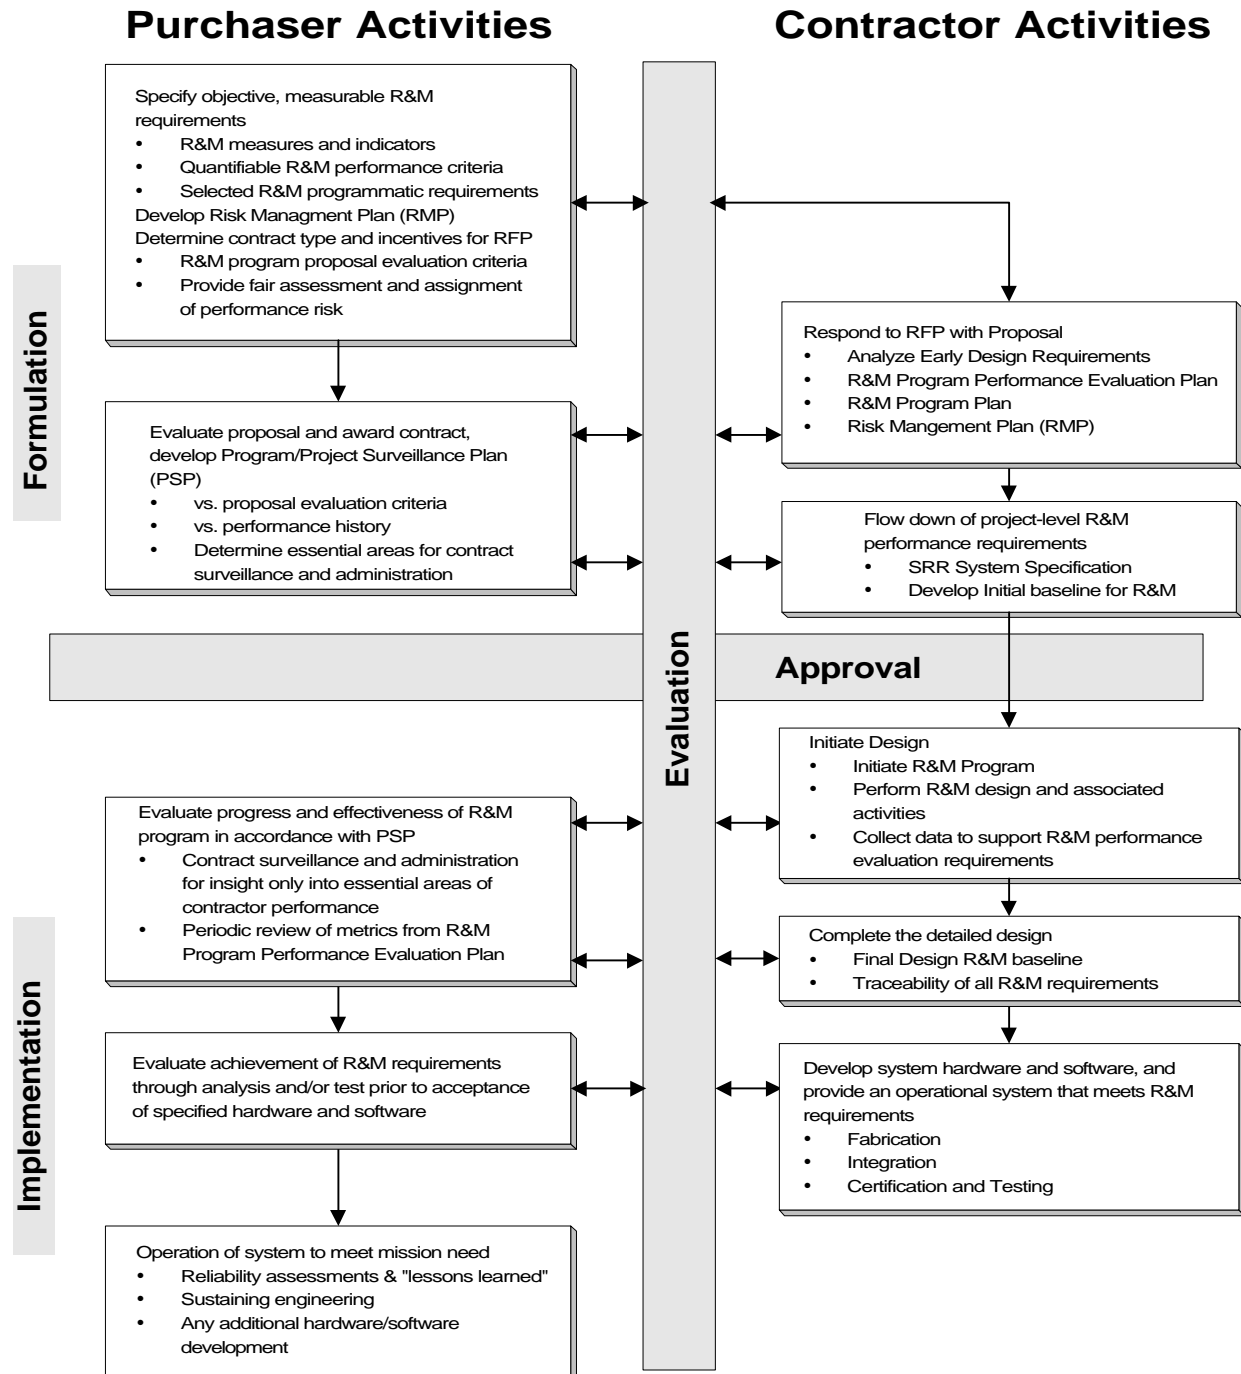 Purchaser Activities
Contractor Activities
Formulation
Specify objective, measurable R&M
requirements
• R&M measures and indicators
• Quantifiable R&M performance criteria
• Selected R&M programmatic requirements
Develop Risk Managment Plan (RMP)
Determine contract type and incentives for RFP
• R&M program proposal evaluation criteria
• Provide fair assessment and assignment
of performance risk
Evaluate proposal and award contract,
develop Program/Project Surveillance Plan
(PSP)
• vs. proposal evaluation criteria
• vs. performance history
• Determine essential areas for contract
surveillance and administration
Respond to RFP with Proposal
• Analyze Early Design Requirements
• R&M Program Performance Evaluation Plan
• R&M Program Plan
• Risk Mangement Plan (RMP)
Flow down of project-level R&M
performance requirements
• SRR System Specification
• Develop Initial baseline for R&M
Evaluation
Approval
Implementation
Evaluate progress and effectiveness of R&M
program in accordance with PSP
• Contract surveillance and administration
for insight only into essential areas of
contractor performance
• Periodic review of metrics from R&M
Program Performance Evaluation Plan
Evaluate achievement of R&M requirements
through analysis and/or test prior to acceptance
of specified hardware and software
Operation of system to meet mission need
• Reliability assessments & "lessons learned"
• Sustaining engineering
• Any additional hardware/software
development
Initiate Design
• Initiate R&M Program
• Perform R&M design and associated
activities
• Collect data to support R&M performance
evaluation requirements
Complete the detailed design
• Final Design R&M baseline
• Traceability of all R&M requirements
Develop system hardware and software, and
provide an operational system that meets R&M
requirements
• Fabrication
• Integration
• Certification and Testing